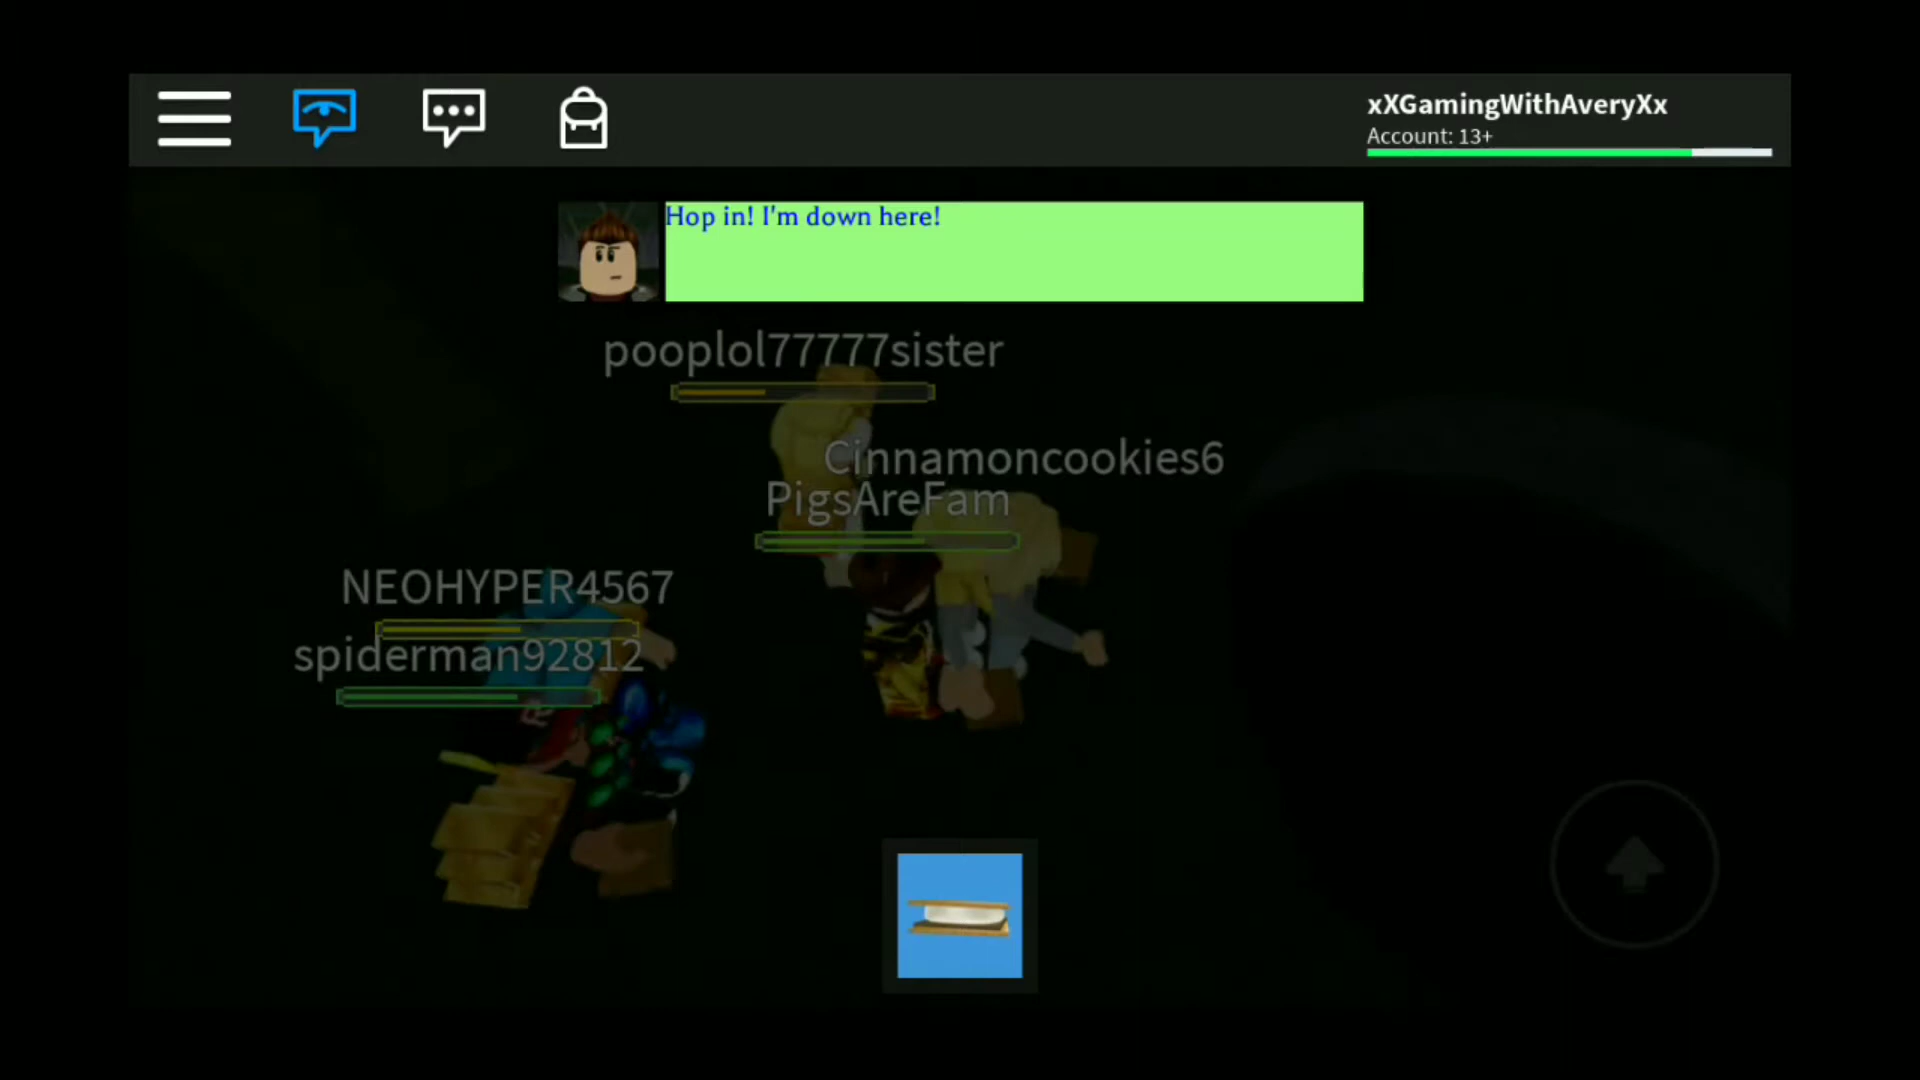 xXGamingWithAveryXx
Account: 13+
Hop in! I'm down here!
pooplol77777sister
Cinnamoncookies6
PigsAreFam
NEOHYPER4567
spiderman92812